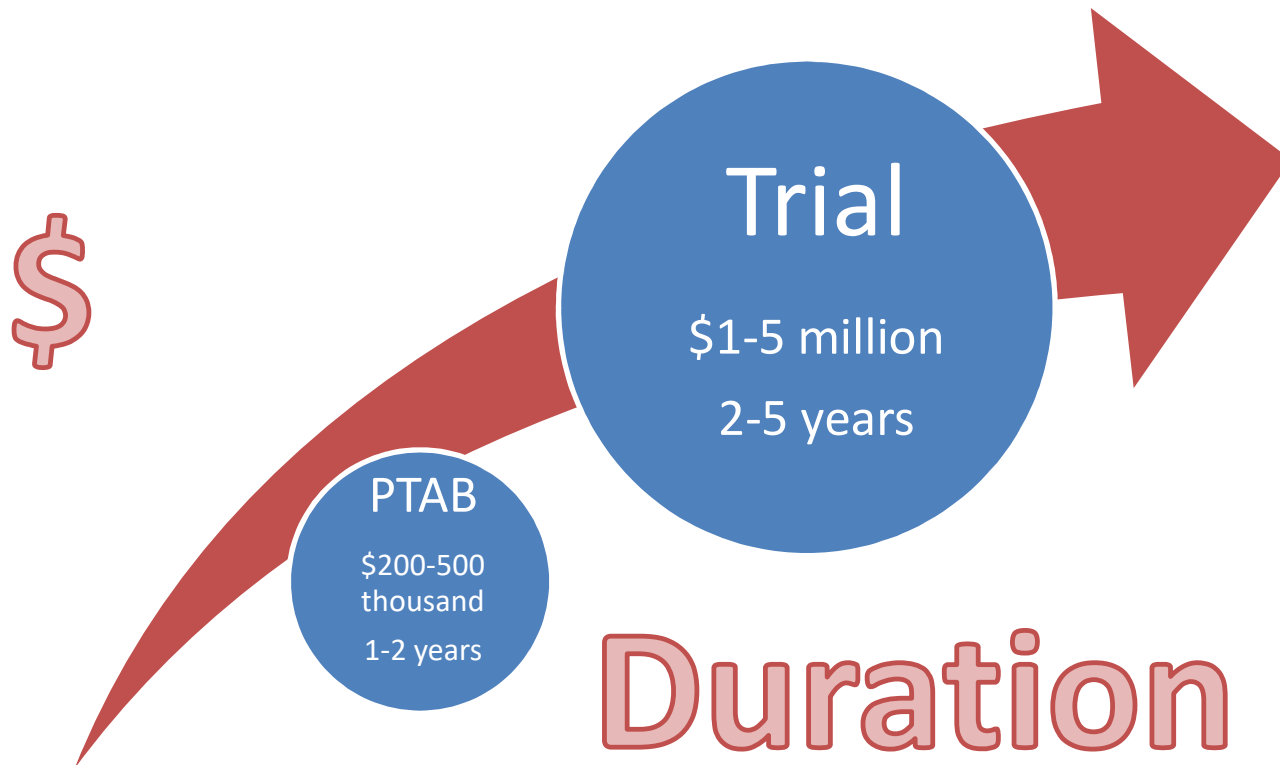 $
Trial
$1-5 million
2-5 years
PTAB
$200-500
thousand
1-2 years
Duration